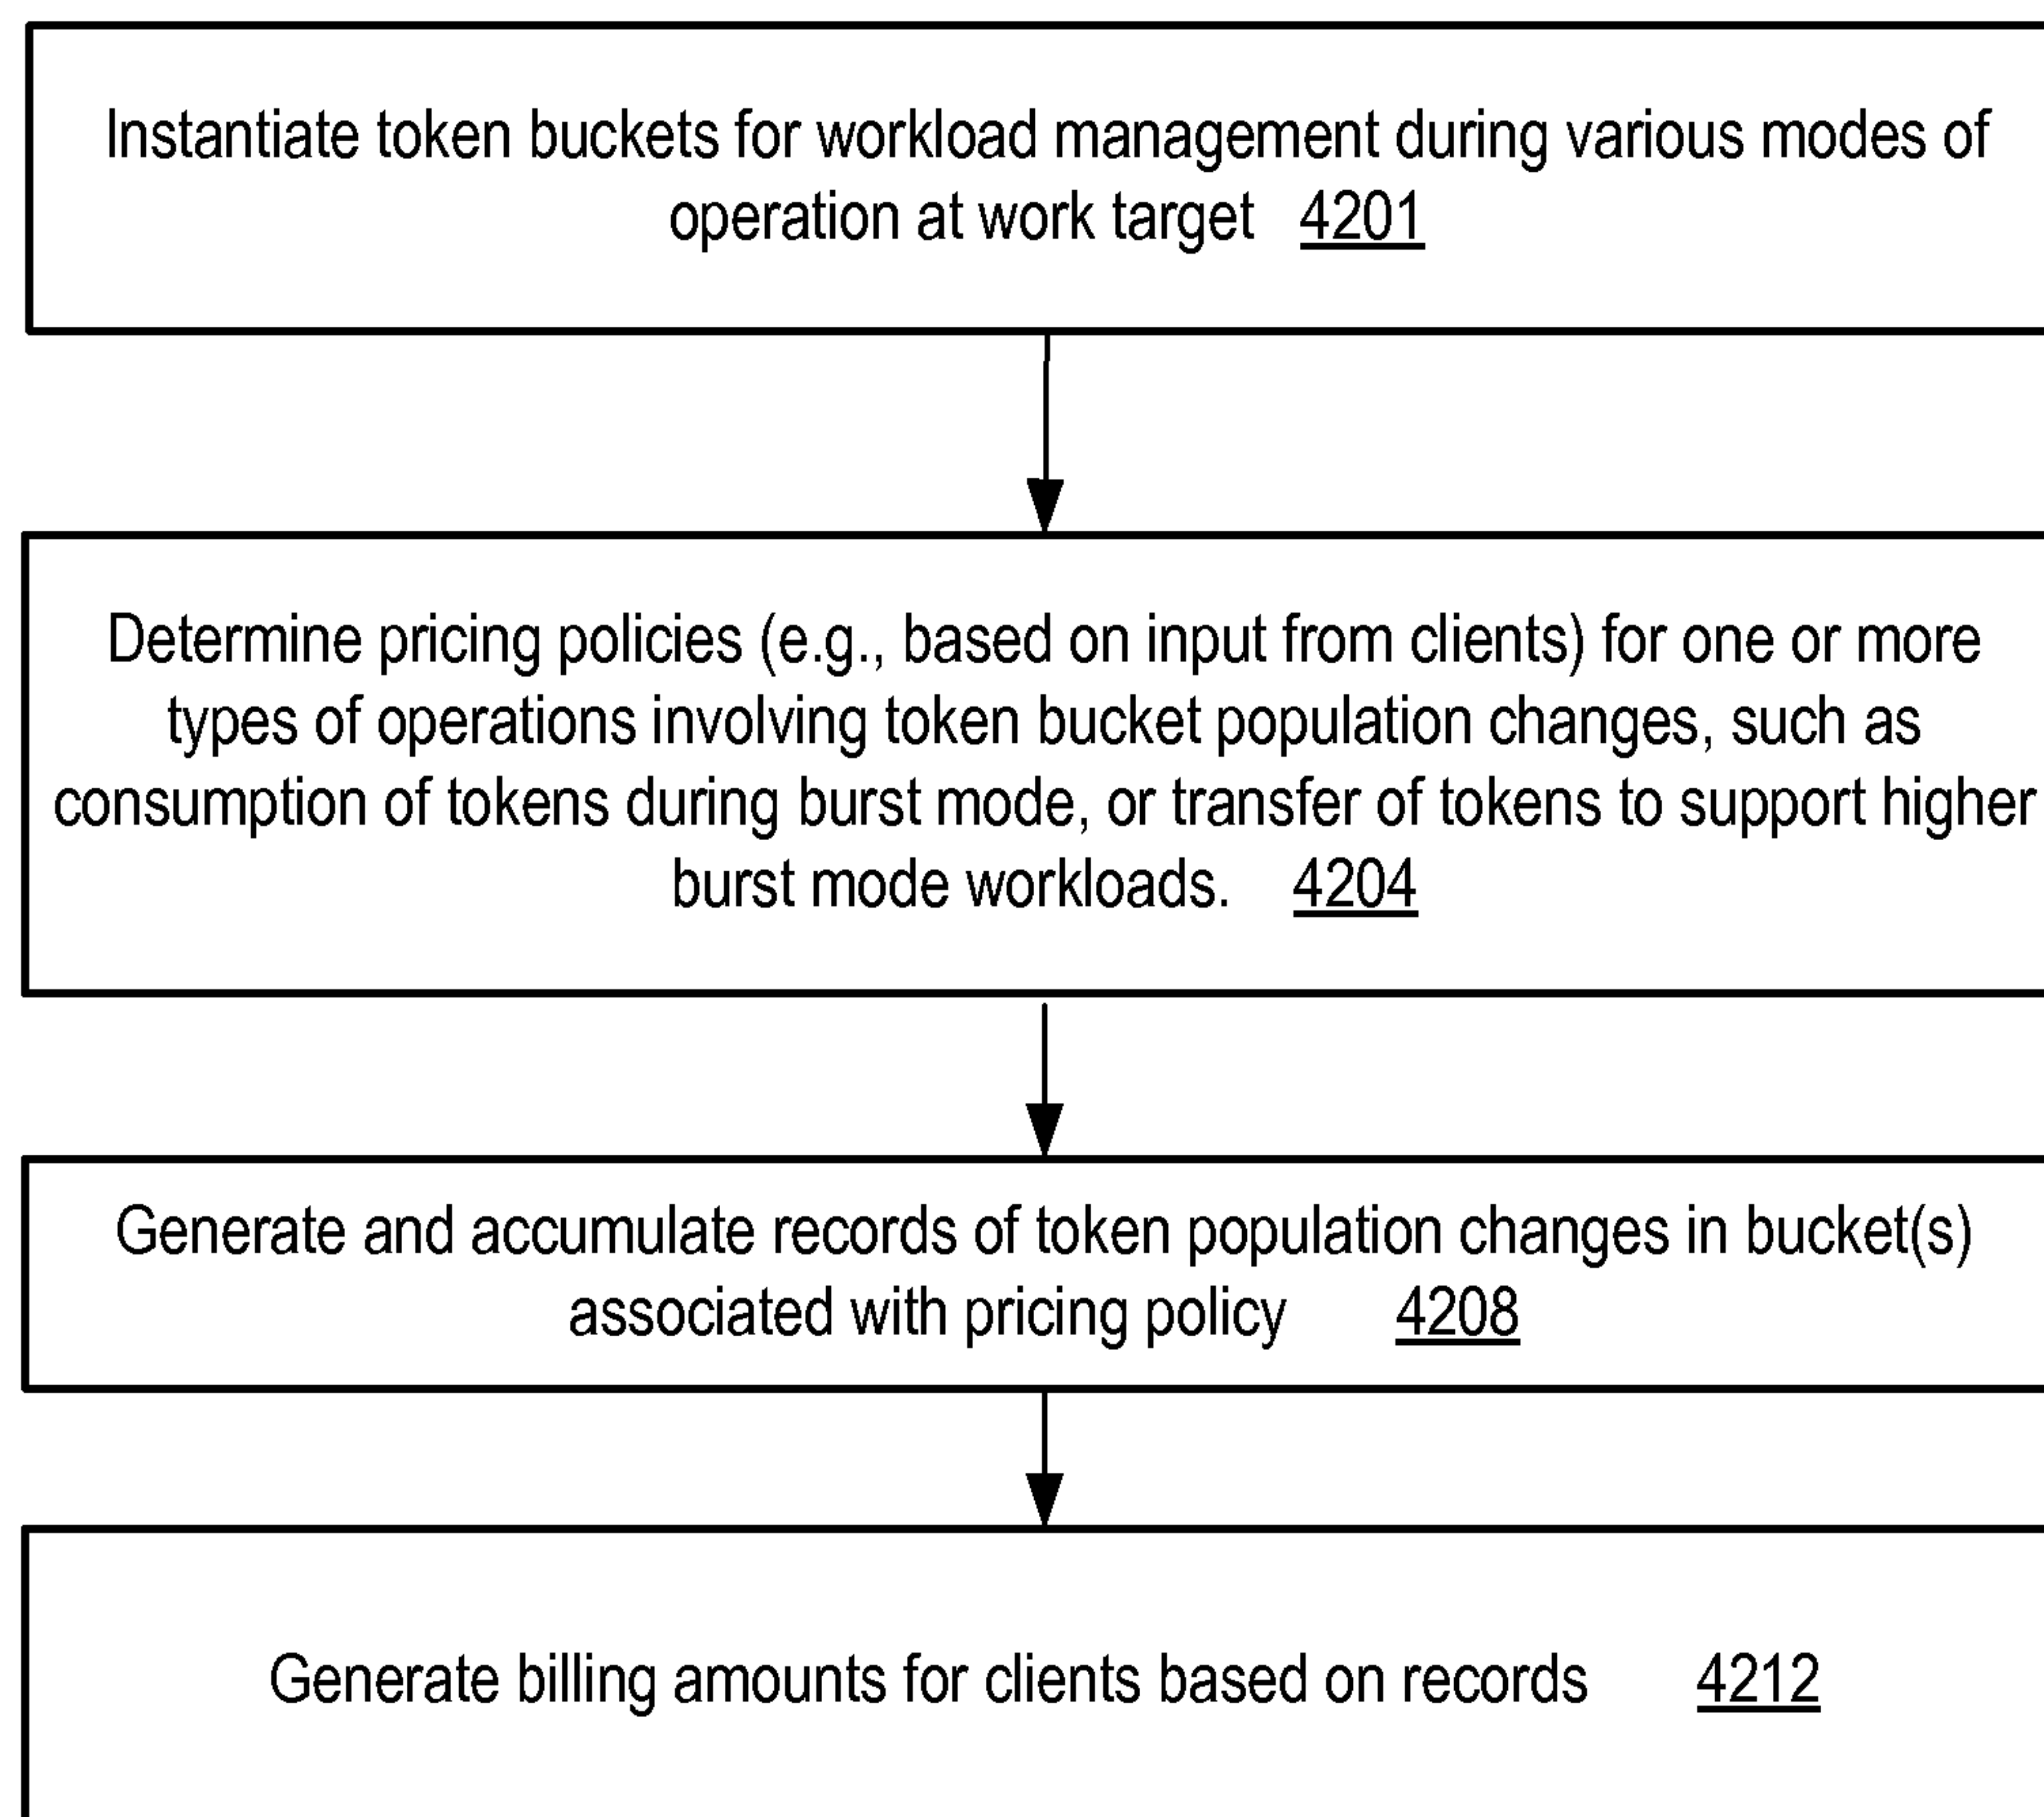 Instantiate token buckets for workload management during various modes of
operation at work target 4201
Determine pricing policies (e.g., based on input from clients) for one or more
types of operations involving token bucket population changes, such as
consumption of tokens during burst mode, or transfer of tokens to support higher
burst mode workloads. 4204
Generate and accumulate records of token population changes in bucket(s)
associated with pricing policy 4208
Generate billing amounts for clients based on records 4212